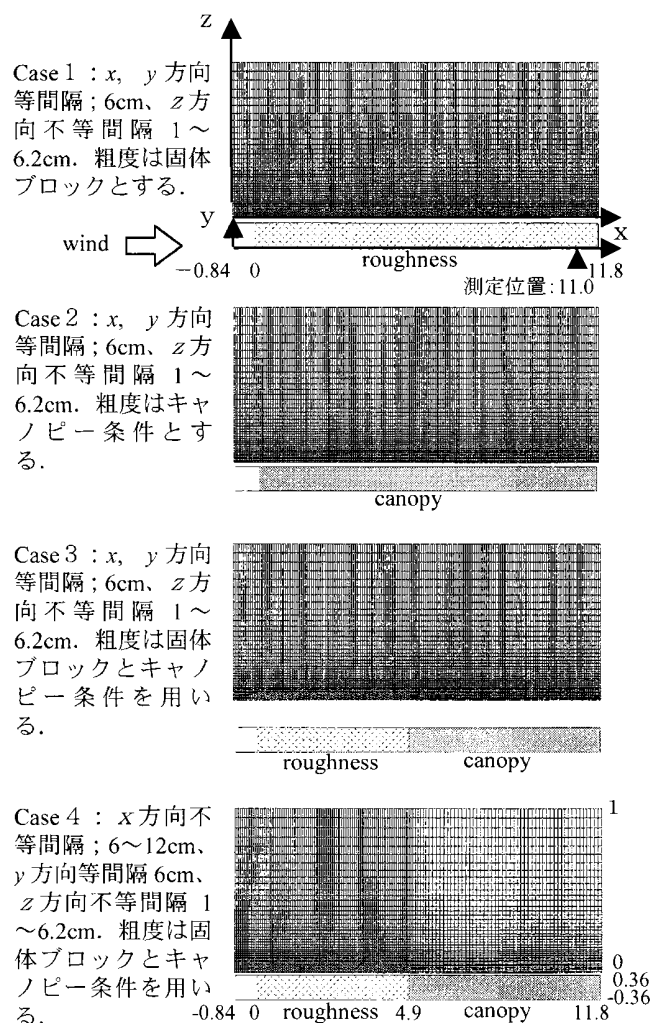 z
Case 1 : x, y 方向
等間隔 ; 6cm、z方
向不等間隔 1～
6.2cm. 粗度は固体
ブロックとする.
y
x
wind
roughness
-0.84 0 11.8
測定位置:11.0
Case 2 : x, y 方向
等間隔 ; 6cm、z方
向不等間隔 1～
6.2cm. 粗度はキャ
ノピー条件とす
る.
canopy
Case 3 : x, y 方向
等間隔 ; 6cm、z方
向不等間隔 1～
6.2cm. 粗度は固体
ブロックとキャノ
ピー条件を用い
る.
roughness canopy
Case 4 : x 方向不
等間隔 ; 6～12cm、
y 方向等間隔 6cm、
z 方向不等間隔 1
～6.2cm. 粗度は固
体ブロックとキャ
ノピー条件を用い
る.
1
0
0.36
-0.36
-0.84 0 roughness 4.9 canopy 11.8